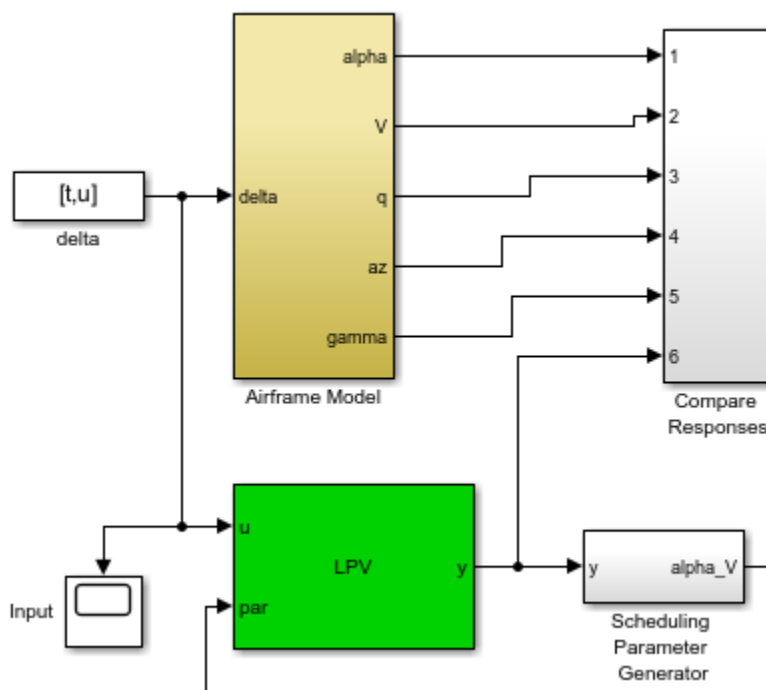 alpha
V
[t,u]
delta
delta
q
az
gamma
Airframe Model
1
2
3
4
5
6
Compare
Responses
u
LPV
y
par
Input
y
alpha_V
Scheduling
Parameter
Generator